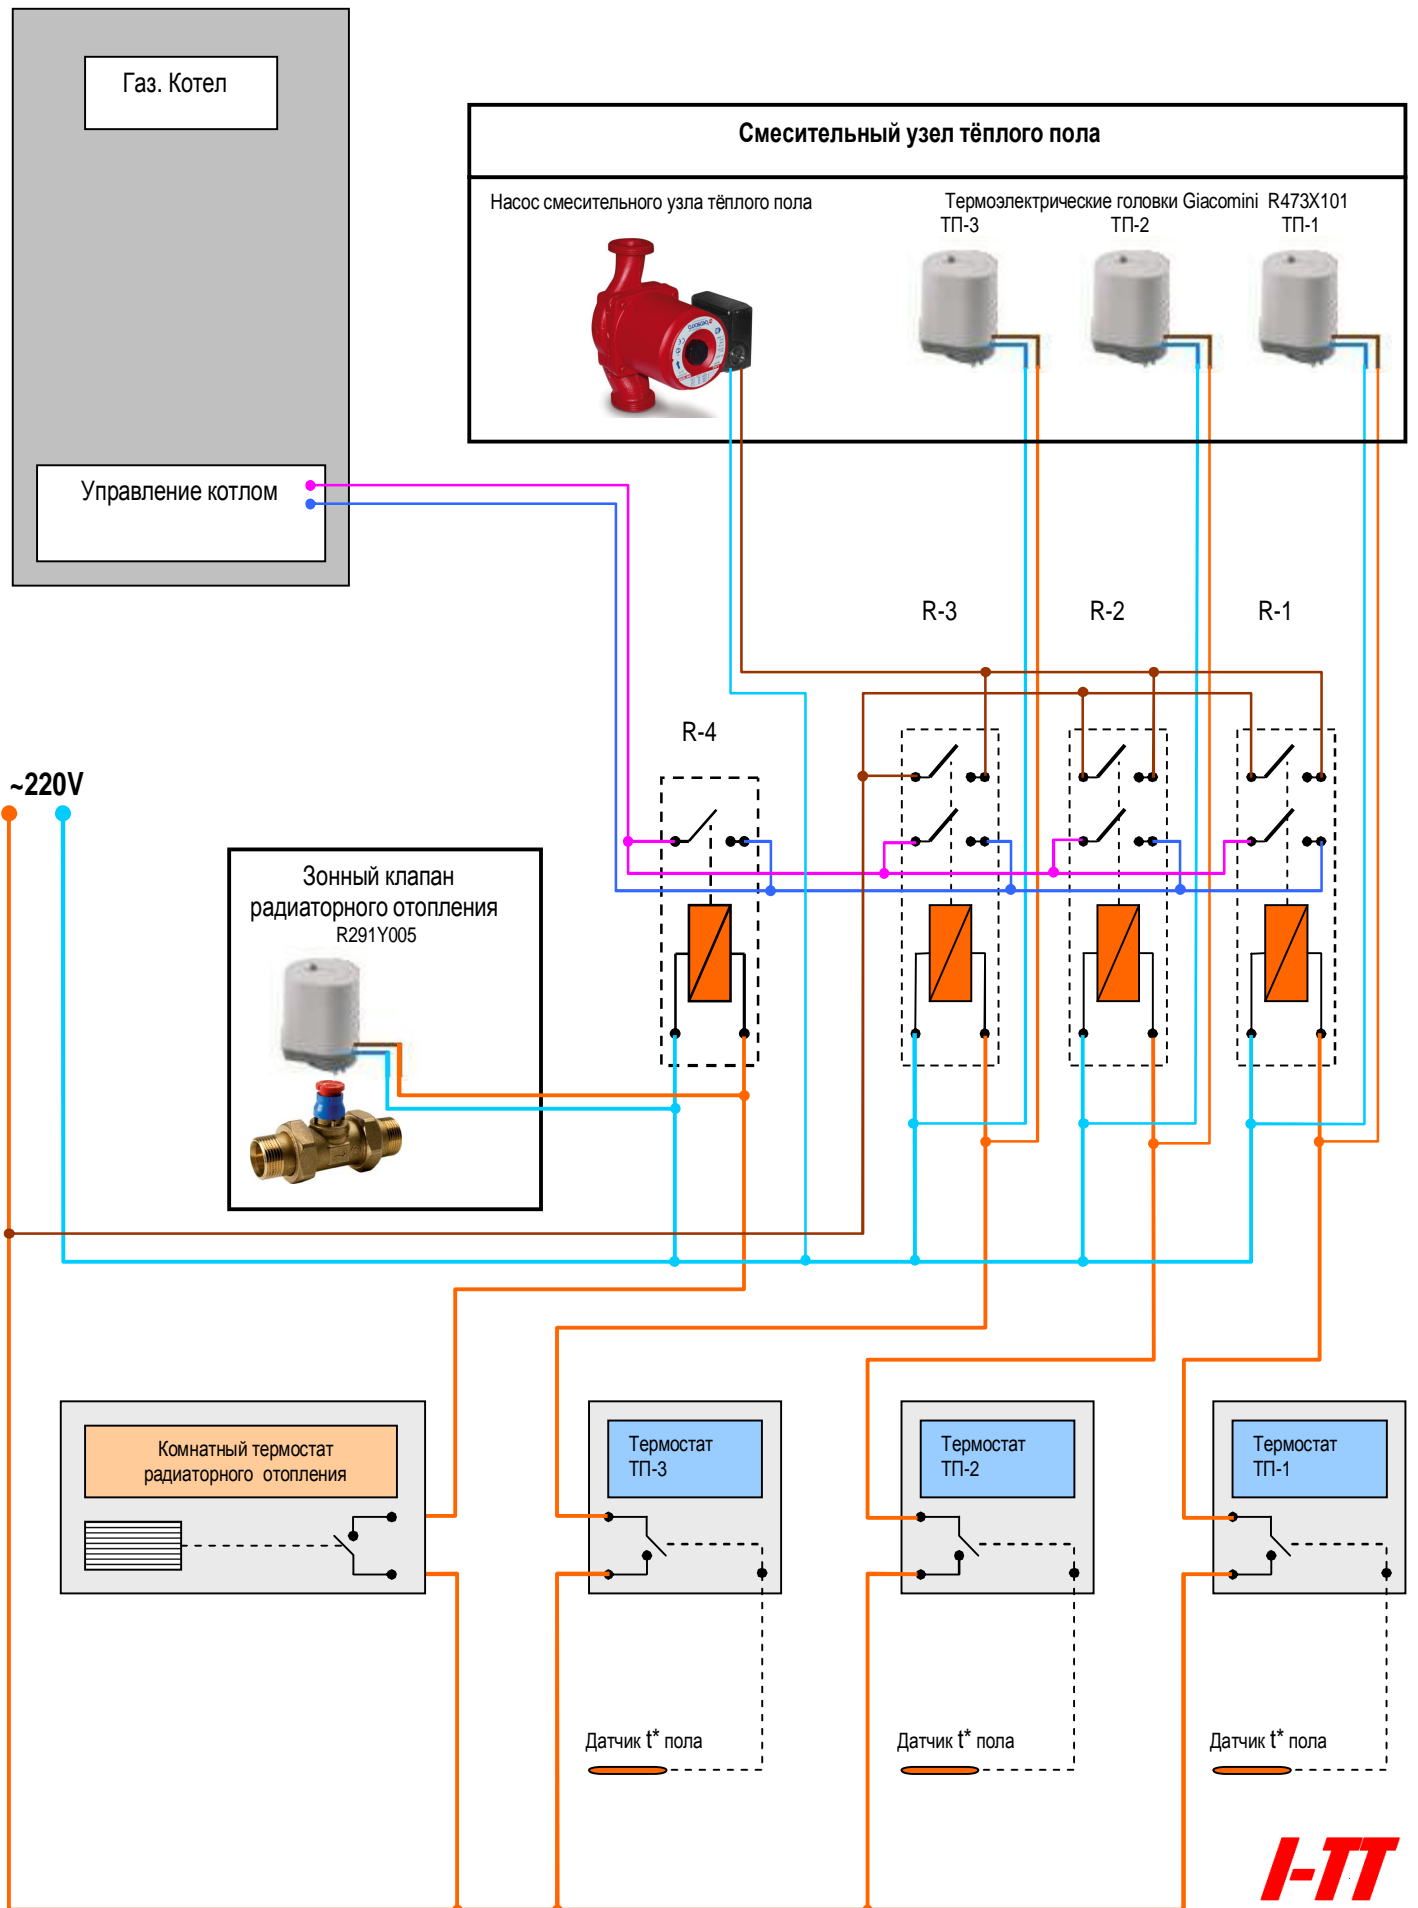 Газ. Котел
Смесительный узел тёплого пола
Насос смесительного узла тёплого пола
Термоэлектрические головки Giacomini R473X101
ТП-3
ТП-2
ТП-1
Управление котлом
R-3
R-2
R-1
R-4
~220V
Зонный клапан
радиаторного отопления
R291Y005
Комнатный термостат
радиаторного отопления
Термостат
ТП-3
Термостат
ТП-2
Термостат
ТП-1
Датчик t* пола
Датчик t* пола
Датчик t* пола
I-TT